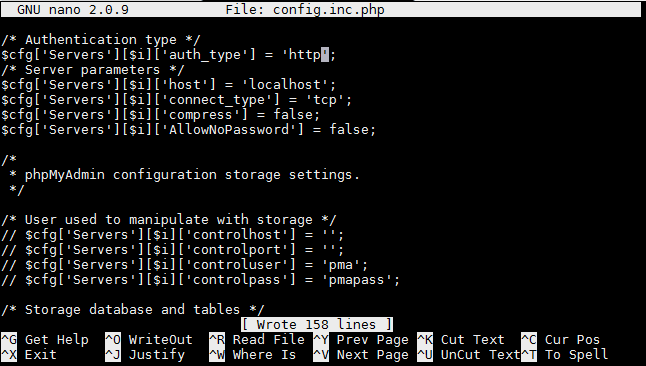 GNU nano 2.0.9 File: config.inc.php
/* Authentication type */
$cfg['Servers'][$i]['auth_type'] = 'http';
/* Server parameters */
$cfg['Servers'][$i]['host'] = 'localhost';
$cfg['Servers'][$i]['connect_type'] = 'tcp';
$cfg['Servers'][$i]['compress'] = false;
$cfg['Servers'][$i]['AllowNoPassword'] = false;
/*
 * phpMyAdmin configuration storage settings.
 */
/* User used to manipulate with storage */
// $cfg['Servers'][$i]['controlhost'] = '';
// $cfg['Servers'][$i]['controlport'] = '';
// $cfg['Servers'][$i]['controluser'] = 'pma';
// $cfg['Servers'][$i]['controlpass'] = 'pmapass';
/* Storage database and tables */
[ Wrote 158 lines ]
^G Get Help ^O WriteOut ^R Read File ^Y Prev Page ^K Cut Text ^C Cur Pos
^X Exit ^J Justify ^W Where Is ^V Next Page ^U UnCut Text ^T To Spell